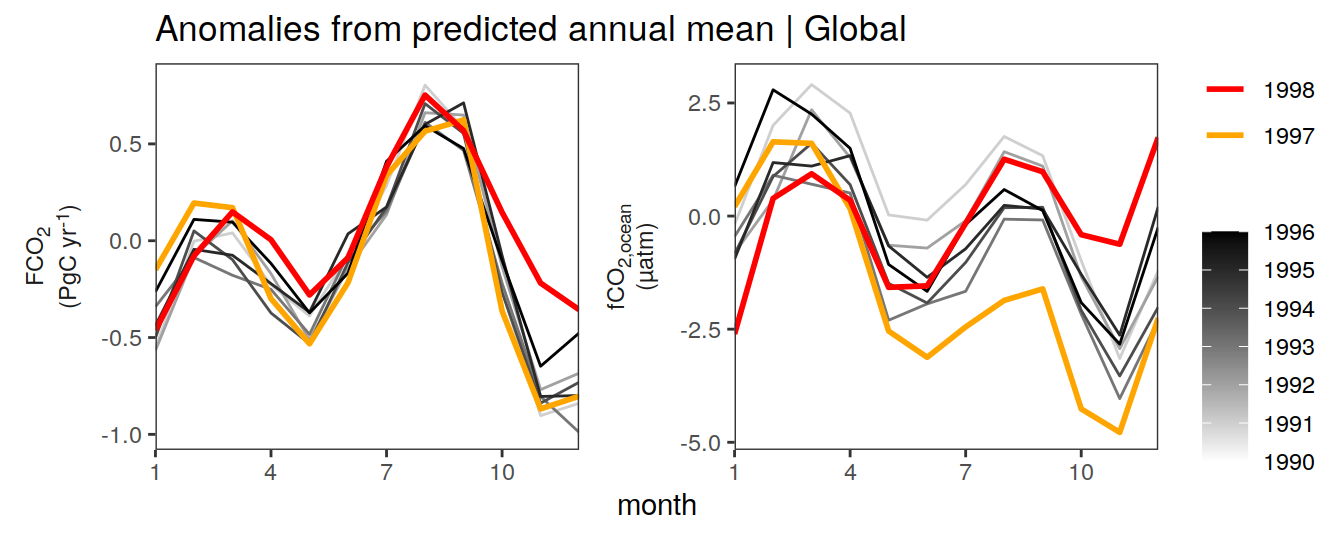 Anomalies from predicted annual mean | Global
FCO₂
(PgC yr⁻¹)
0.5
0.0
-0.5
-1.0
1 4 7 10
fCO₂,ocean
(µatm)
2.5
0.0
-2.5
-5.0
1 4 7 10
month
1998
1997
1996
1995
1994
1993
1992
1991
1990